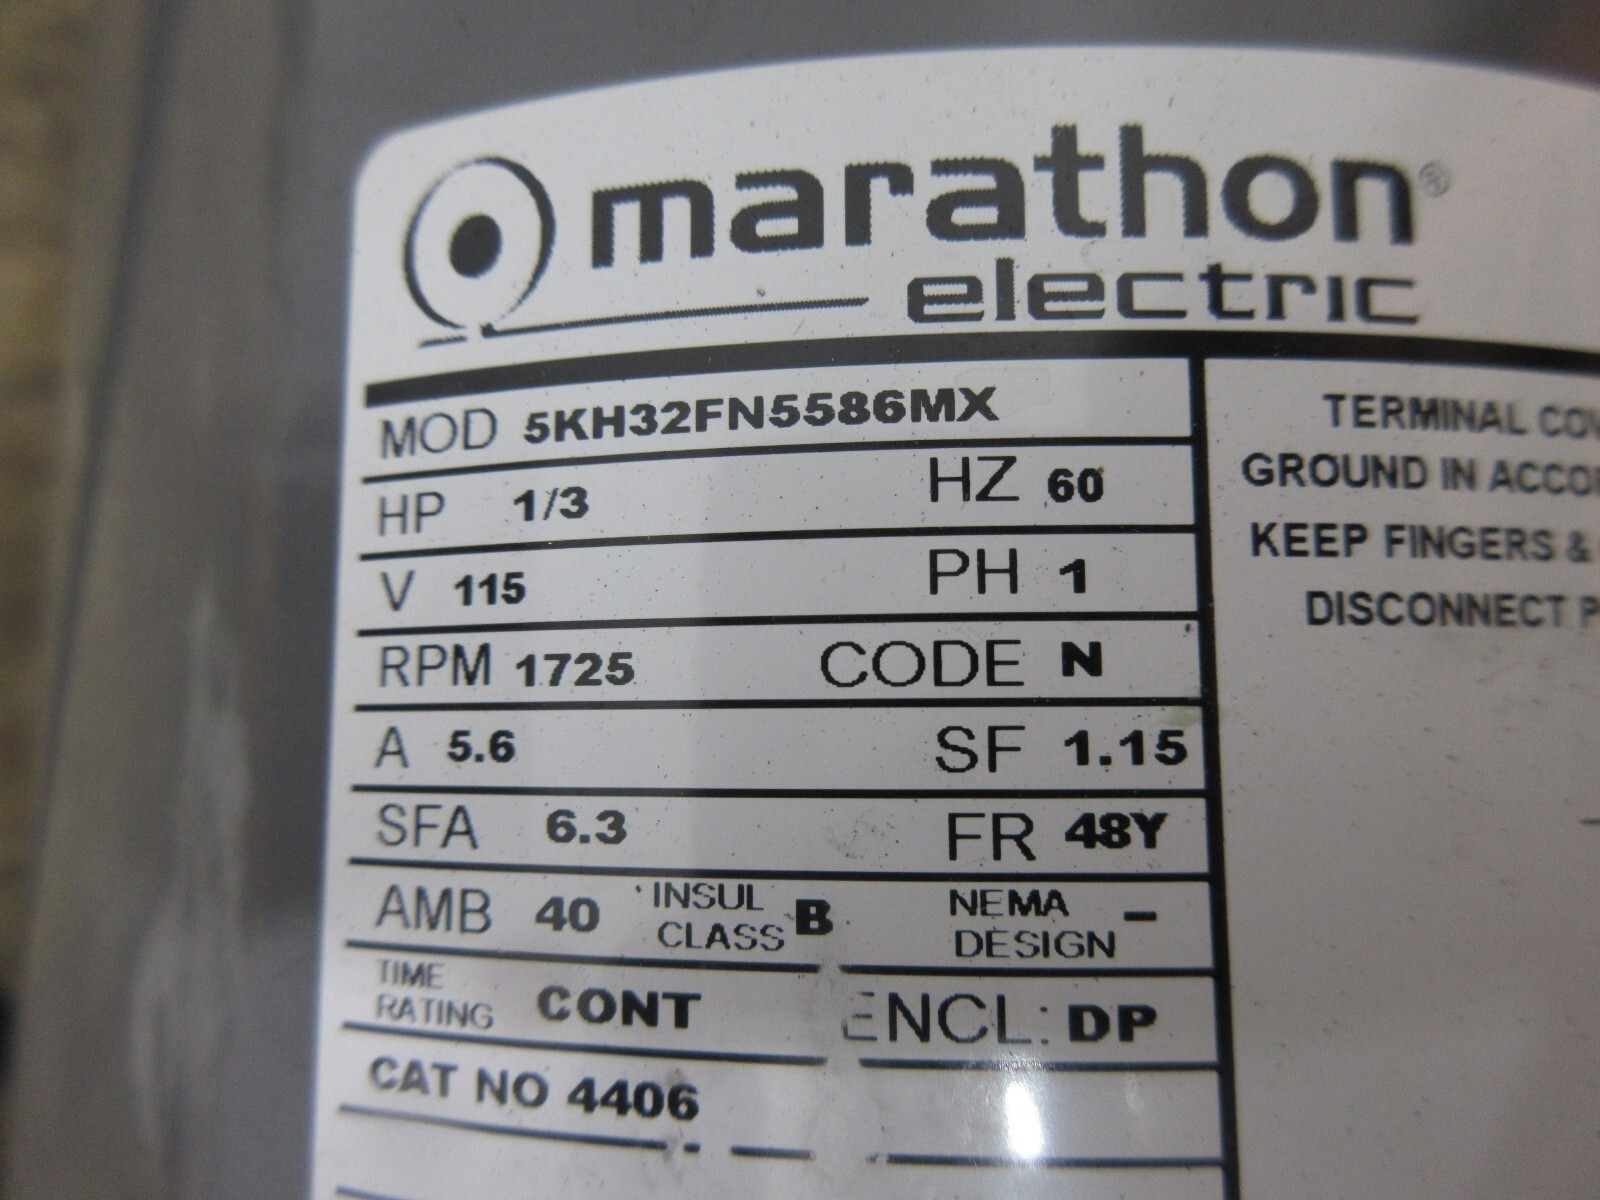 marathon®
electric
MOD 5KH32FN5586MX
HP 1/3 HZ 60
V 115 PH 1
RPM 1725 CODE N
A 5.6 SF 1.15
SFA 6.3 FR 48Y
AMB 40 INSUL CLASS B NEMA DESIGN -
TIME RATING CONT ENCL: DP
CAT NO 4406
TERMINAL
GROUND IN
KEEP FINGERS &
DISCONNECT